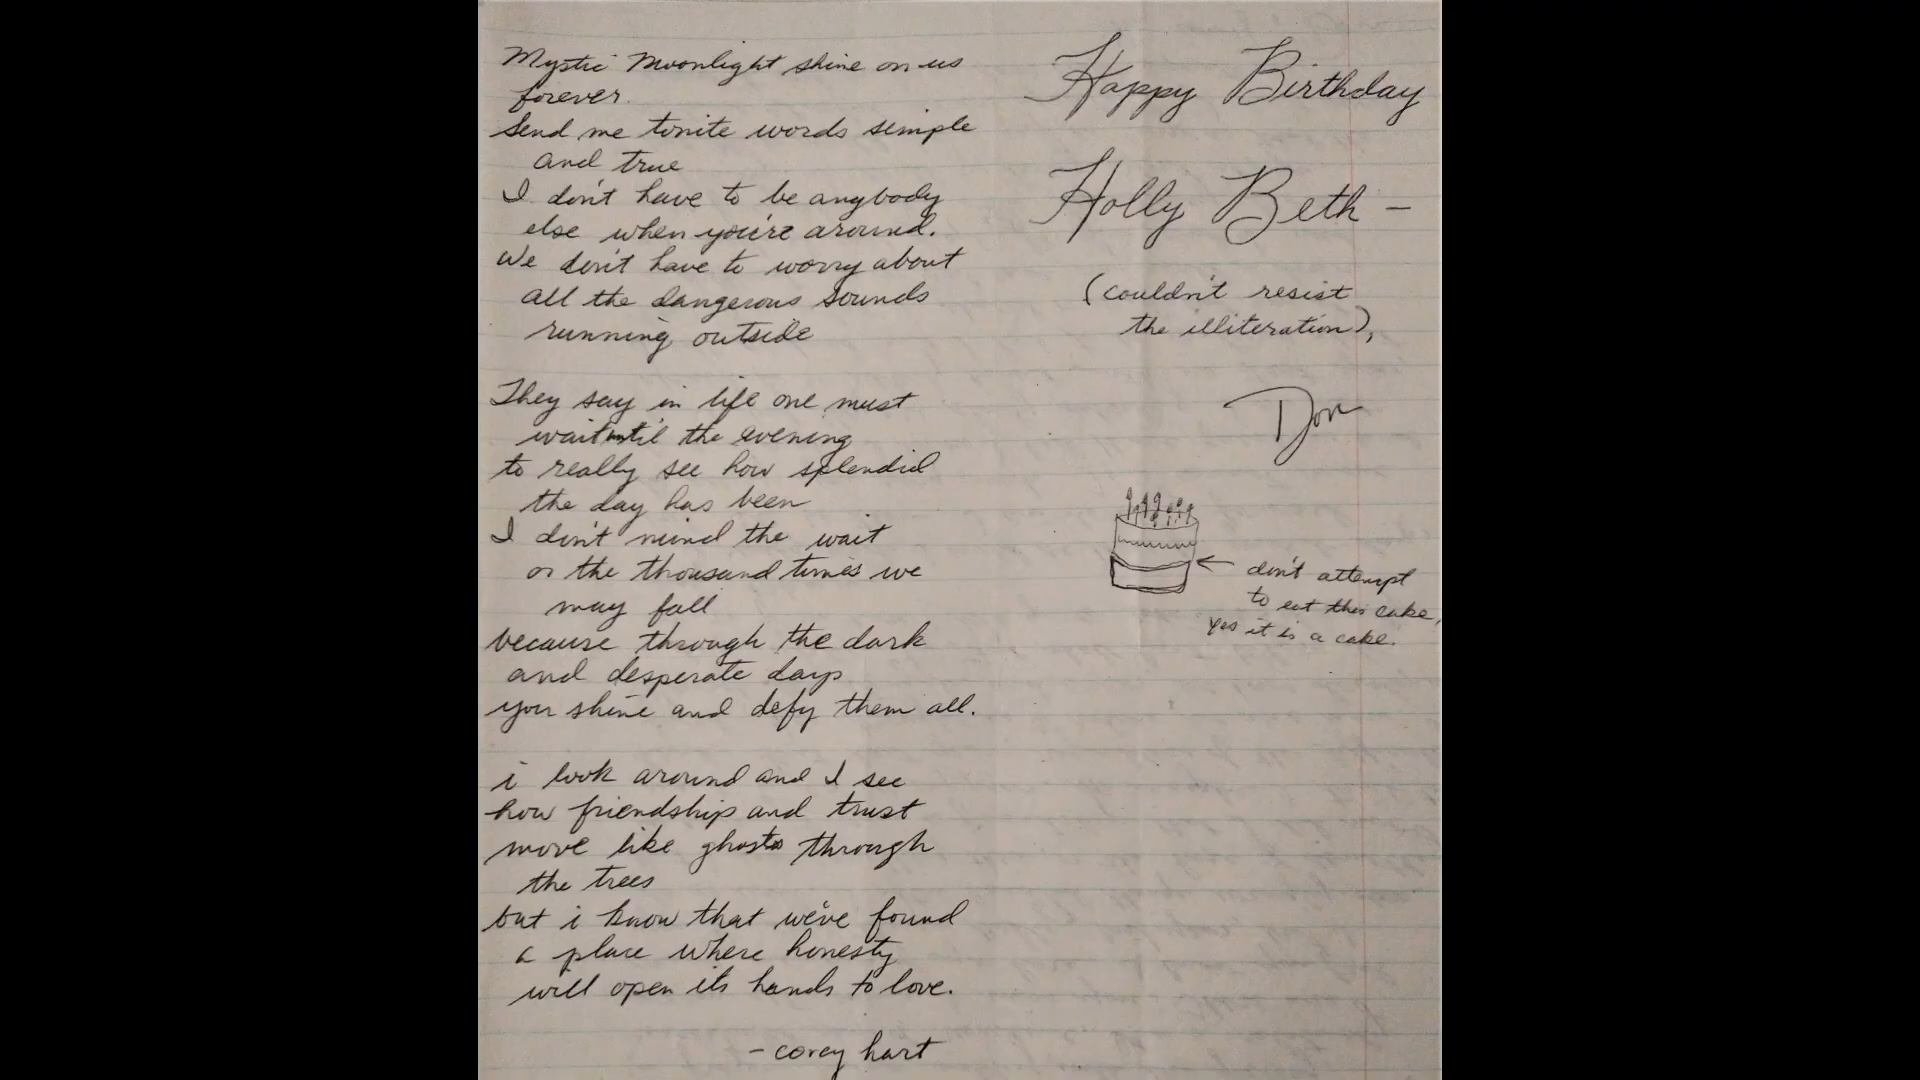 Mystic Moonlight shine on us
forever.
Send me tonite words simple
and true
I don't have to be anybody
else when you're around.
We don't have to worry about
all the dangerous sounds
running outside
They say in life one must
wait until the evening
to really see how splendid
the day has been
I don't mind the wait
or the thousand times we
may fall
because through the dark
and desperate days
you shine and defy them all.
i look around and I see
how friendship and trust
move like ghosts through
the trees
but i know that we've found
a place where honesty
will open its hands to love.
- corey hart
Happy Birthday
Holly Beth -
(couldn't resist
the illiteration),
Don
don't attempt
to eat this cake,
yes it is a cake.